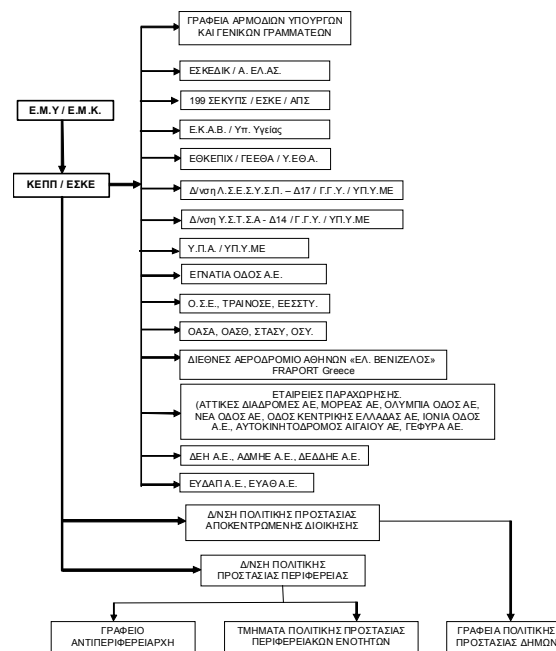 ΓΡΑΦΕΙΑ ΑΡΜΟΔΙΩΝ ΥΠΟΥΡΓΩΝ
ΚΑΙ ΓΕΝΙΚΩΝ ΓΡΑΜΜΑΤΕΩΝ
ΕΣΚΕΔΙΚ / Α. ΕΛ.ΑΣ.
199 ΣΕΚΥΠΣ / ΕΣΚΕ / ΑΠΣ
Ε.Μ.Υ / Ε.Μ.Κ.
Ε.Κ.Α.Β. / Υπ. Υγείας
ΕΘΚΕΠΙΧ / ΓΕΕΘΑ / Υ.ΕΘ.Α.
ΚΕΠΠ / ΕΣΚΕ
Δ/νση Λ.Σ.Ε.Σ.Υ.Σ.Π. – Δ17 / Γ.Γ.Υ. / ΥΠ.Υ.ΜΕ
Δ/νση Υ.Σ.Τ.Σ.Α - Δ14 / Γ.Γ.Υ. / ΥΠ.Υ.ΜΕ
Υ.Π.Α. / ΥΠ.Υ.ΜΕ
ΕΓΝΑΤΙΑ ΟΔΟΣ Α.Ε.
Ο.Σ.Ε., ΤΡΑΙΝΟΣΕ, ΕΕΣΣΤΥ.
ΟΑΣΑ, ΟΑΣΘ, ΣΤΑΣΥ, ΟΣΥ.
ΔΙΕΘΝΕΣ ΑΕΡΟΔΡΟΜΙΟ ΑΘΗΝΩΝ «ΕΛ. ΒΕΝΙΖΕΛΟΣ»
FRAPORT Greece
ΕΤΑΙΡΕΙΕΣ ΠΑΡΑΧΩΡΗΣΗΣ.
(ΑΤΤΙΚΕΣ ΔΙΑΔΡΟΜΕΣ ΑΕ, ΜΟΡΕΑΣ ΑΕ, ΟΛΥΜΠΙΑ ΟΔΟΣ ΑΕ,
ΝΕΑ ΟΔΟΣ ΑΕ, ΟΔΟΣ ΚΕΝΤΡΙΚΗΣ ΕΛΛΑΔΑΣ ΑΕ, ΙΟΝΙΑ ΟΔΟΣ
Α.Ε., ΑΥΤΟΚΙΝΗΤΟΔΡΟΜΟΣ ΑΙΓΑΙΟΥ ΑΕ, ΓΕΦΥΡΑ ΑΕ.
ΔΕΗ Α.Ε., ΑΔΜΗΕ Α.Ε., ΔΕΔΔΗΕ Α.Ε.
ΕΥΔΑΠ Α.Ε., ΕΥΑΘ Α.Ε.
Δ/ΝΣΗ ΠΟΛΙΤΙΚΗΣ ΠΡΟΣΤΑΣΙΑΣ
ΑΠΟΚΕΝΤΡΩΜΕΝΗΣ ΔΙΟΙΚΗΣΗΣ
Δ/ΝΣΗ ΠΟΛΙΤΙΚΗΣ
ΠΡΟΣΤΑΣΙΑΣ ΠΕΡΙΦΕΡΕΙΑΣ
ΓΡΑΦΕΙΟ
ΑΝΤΙΠΕΡΙΦΕΡΕΙΑΡΧΗ
ΤΜΗΜΑΤΑ ΠΟΛΙΤΙΚΗΣ ΠΡΟΣΤΑΣΙΑΣ
ΠΕΡΙΦΕΡΕΙΑΚΩΝ ΕΝΟΤΗΤΩΝ
ΓΡΑΦΕΙΑ ΠΟΛΙΤΙΚΗΣ
ΠΡΟΣΤΑΣΙΑΣ ΔΗΜΩΝ